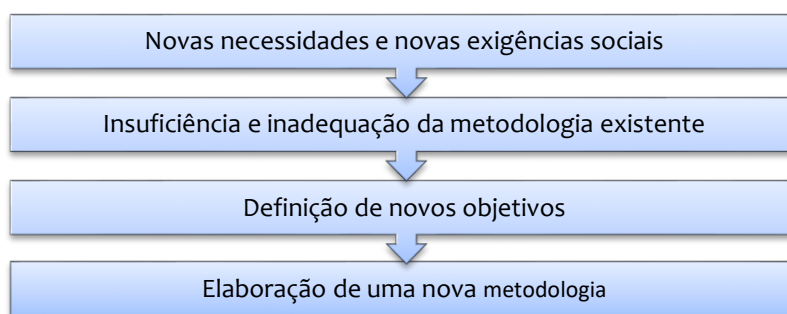 Novas necessidades e novas exigências sociais
Insuficiência e inadequação da metodologia existente
Definição de novos objetivos
Elaboração de uma nova metodologia